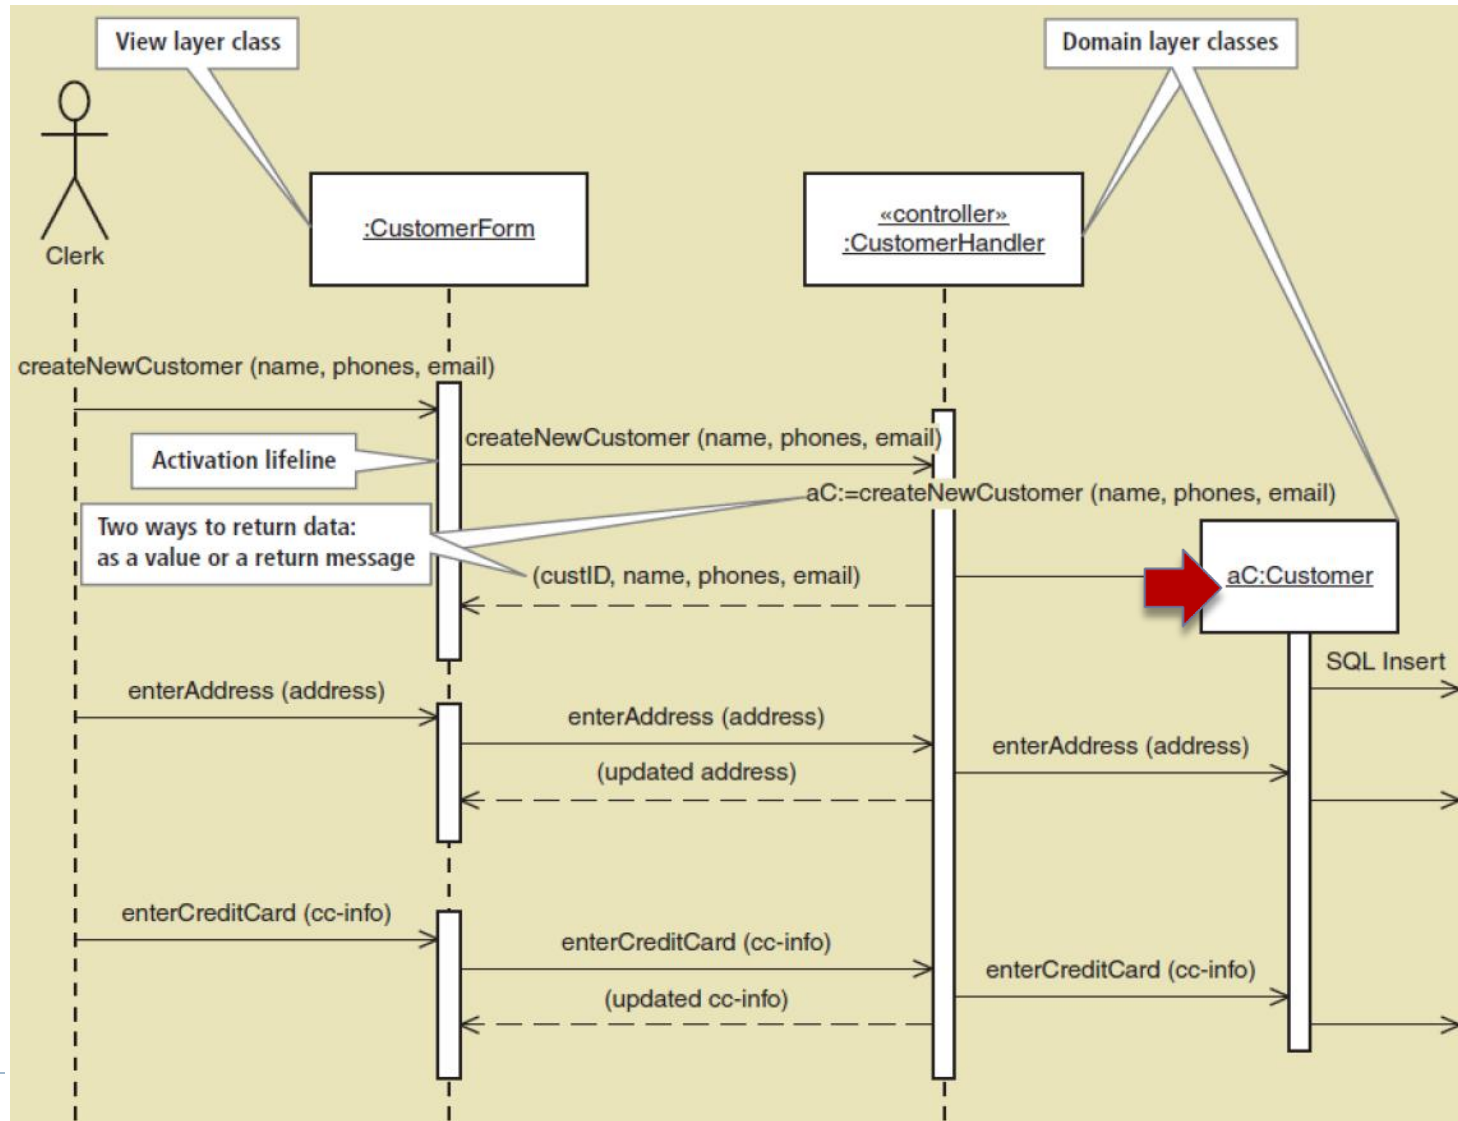 View layer class
Domain layer classes
Clerk
:CustomerForm
«controller»
:CustomerHandler
createNewCustomer (name, phones, email)
createNewCustomer (name, phones, email)
Activation lifeline
aC:=createNewCustomer (name, phones, email)
Two ways to return data:
as a value or a return message
(custID, name, phones, email)
aC:Customer
SQL Insert
enterAddress (address)
enterAddress (address)
enterAddress (address)
(updated address)
enterCreditCard (cc-info)
enterCreditCard (cc-info)
enterCreditCard (cc-info)
(updated cc-info)